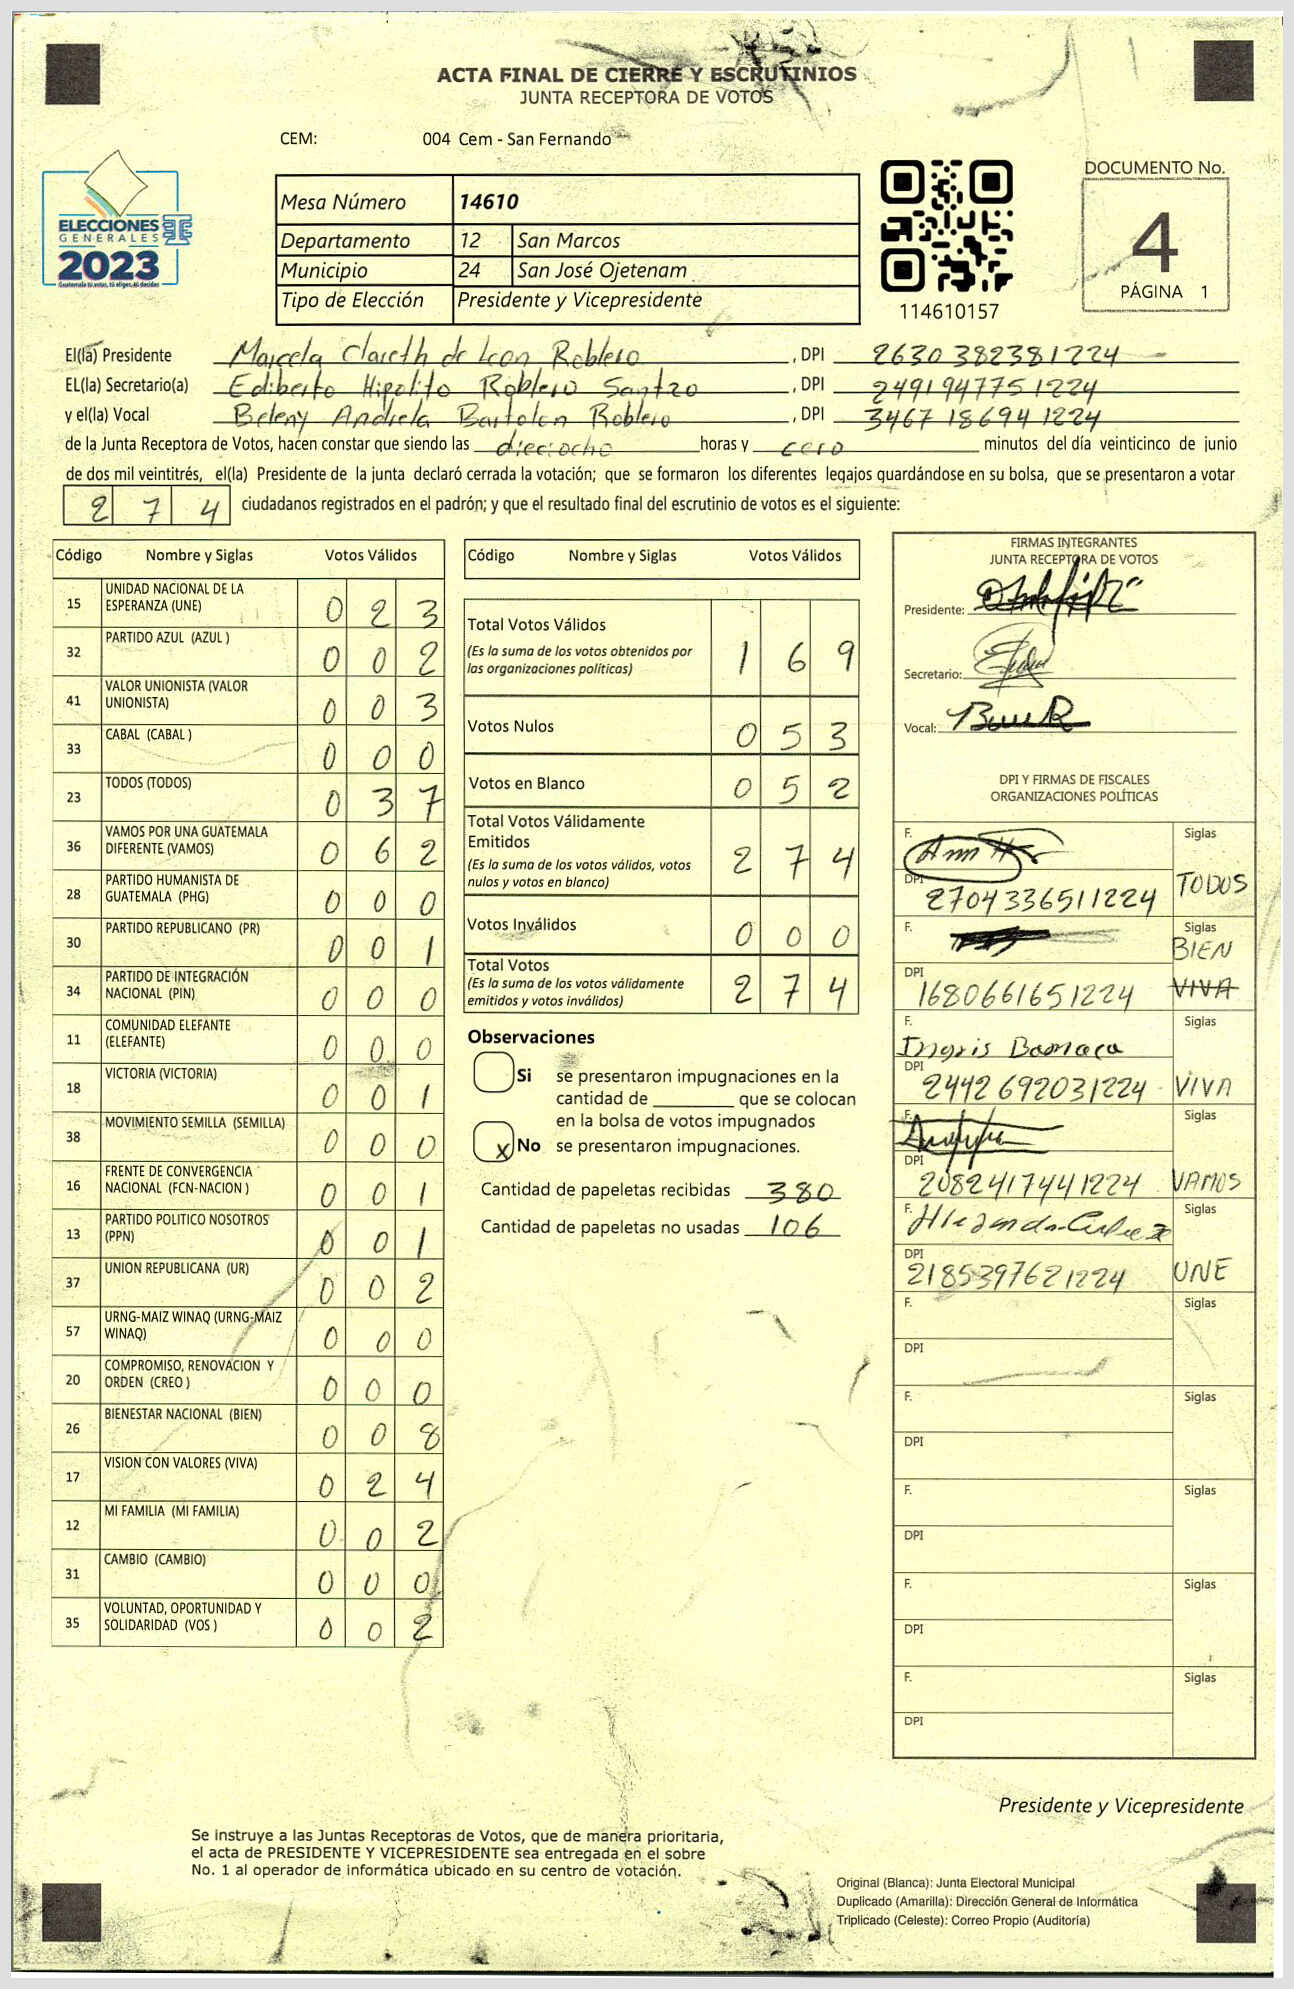 ACTA FINAL DE CIERRE Y ESCRUTINIOS
JUNTA RECEPTORA DE VOTOS
CEM: 004 Cem - San Fernando
ELECCIONES
GENERALES
2023
Guatemala tú votas, tú eliges, tú decides
Mesa Número 14610
Departamento 12 San Marcos
Municipio 24 San José Ojetenam
Tipo de Elección Presidente y Vicepresidente
114610157
DOCUMENTO No.
4
PÁGINA 1
El(la) Presidente Marcela Clareth de Leon Roblero , DPI 2630 38238 1224
EL(la) Secretario(a) Ediberto Hipolito Roblero Santzo , DPI 249194775 1224
y el(la) Vocal Beleny Andrela Bartolon Roblero , DPI 3467 18694 1224
de la Junta Receptora de Votos, hacen constar que siendo las dieciocho horas y cero minutos del día veinticinco de junio
de dos mil veintitrés, el(la) Presidente de la junta declaró cerrada la votación; que se formaron los diferentes legajos guardándose en su bolsa, que se presentaron a votar
2 7 4 ciudadanos registrados en el padrón; y que el resultado final del escrutinio de votos es el siguiente:
Código Nombre y Siglas Votos Válidos
15 UNIDAD NACIONAL DE LA ESPERANZA (UNE) 0 2 3
32 PARTIDO AZUL (AZUL ) 0 0 2
41 VALOR UNIONISTA (VALOR UNIONISTA) 0 0 3
33 CABAL (CABAL ) 0 0 0
23 TODOS (TODOS) 0 3 7
36 VAMOS POR UNA GUATEMALA DIFERENTE (VAMOS) 0 6 2
28 PARTIDO HUMANISTA DE GUATEMALA (PHG) 0 0 0
30 PARTIDO REPUBLICANO (PR) 0 0 1
34 PARTIDO DE INTEGRACIÓN NACIONAL (PIN) 0 0 0
11 COMUNIDAD ELEFANTE (ELEFANTE) 0 0 0
18 VICTORIA (VICTORIA) 0 0 1
38 MOVIMIENTO SEMILLA (SEMILLA) 0 0 0
16 FRENTE DE CONVERGENCIA NACIONAL (FCN-NACION ) 0 0 1
13 PARTIDO POLITICO NOSOTROS (PPN) 0 0 1
37 UNION REPUBLICANA (UR) 0 0 2
57 URNG-MAIZ WINAQ (URNG-MAIZ WINAQ) 0 0 0
20 COMPROMISO, RENOVACION Y ORDEN (CREO ) 0 0 0
26 BIENESTAR NACIONAL (BIEN) 0 0 8
17 VISION CON VALORES (VIVA) 0 2 4
12 MI FAMILIA (MI FAMILIA) 0 0 2
31 CAMBIO (CAMBIO) 0 0 0
35 VOLUNTAD, OPORTUNIDAD Y SOLIDARIDAD (VOS ) 0 0 2
Código Nombre y Siglas Votos Válidos
Total Votos Válidos
(Es la suma de los votos obtenidos por
las organizaciones políticas) 1 6 9
Votos Nulos 0 5 3
Votos en Blanco 0 5 2
Total Votos Válidamente
Emitidos
(Es la suma de los votos válidos, votos
nulos y votos en blanco) 2 7 4
Votos Inválidos 0 0 0
Total Votos
(Es la suma de los votos válidamente
emitidos y votos inválidos) 2 7 4
Observaciones
Si se presentaron impugnaciones en la
cantidad de ________ que se colocan
en la bolsa de votos impugnados
x No se presentaron impugnaciones.
Cantidad de papeletas recibidas 380
Cantidad de papeletas no usadas 106
FIRMAS INTEGRANTES
JUNTA RECEPTORA DE VOTOS
Presidente:
Secretario:
Vocal:
DPI Y FIRMAS DE FISCALES
ORGANIZACIONES POLÍTICAS
F. Siglas
DPI 2704336511224 TODOS
F. Siglas
BIEN
DPI 1680661651224 VIVA
F. Ingris Siglas
DPI 2442 692031224 VIVA
F. Siglas
DPI 2082417441224 VAMOS
F. Siglas
DPI 2185397621224 UNE
F. Siglas
DPI
F. Siglas
DPI
F. Siglas
DPI
F. Siglas
DPI
F. Siglas
DPI
Presidente y Vicepresidente
Se instruye a las Juntas Receptoras de Votos, que de manera prioritaria,
el acta de PRESIDENTE Y VICEPRESIDENTE sea entregada en el sobre
No. 1 al operador de informática ubicado en su centro de votación.
Original (Blanca): Junta Electoral Municipal
Duplicado (Amarilla): Dirección General de Informática
Triplicado (Celeste): Correo Propio (Auditoría)